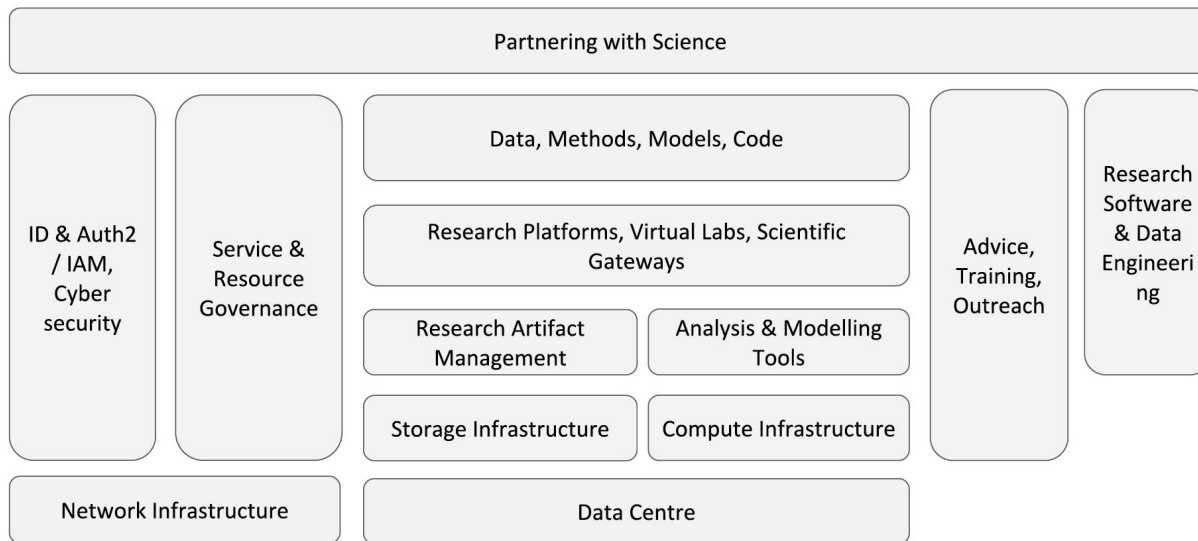 Partnering with Science
ID & Auth2
/ IAM,
Cyber
security
Service &
Resource
Governance
Data, Methods, Models, Code
Research Platforms, Virtual Labs, Scientific
Gateways
Research Artifact
Management
Analysis & Modelling
Tools
Storage Infrastructure
Compute Infrastructure
Advice,
Training,
Outreach
Research
Software
& Data
Engineeri
ng
Network Infrastructure
Data Centre